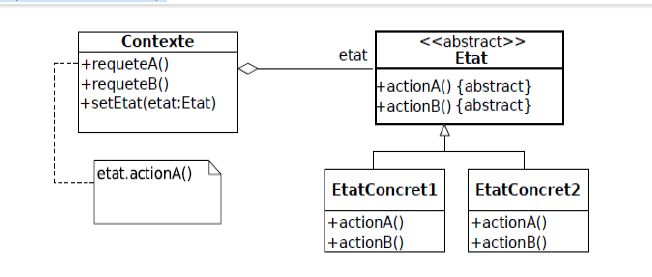 Contexte
+requeteA()
+requeteB()
+setEtat(etat:Etat)
etat.actionA()
etat
<<abstract>>
Etat
+actionA() {abstract}
+actionB() {abstract}
EtatConcret1
+actionA()
+actionB()
EtatConcret2
+actionA()
+actionB()